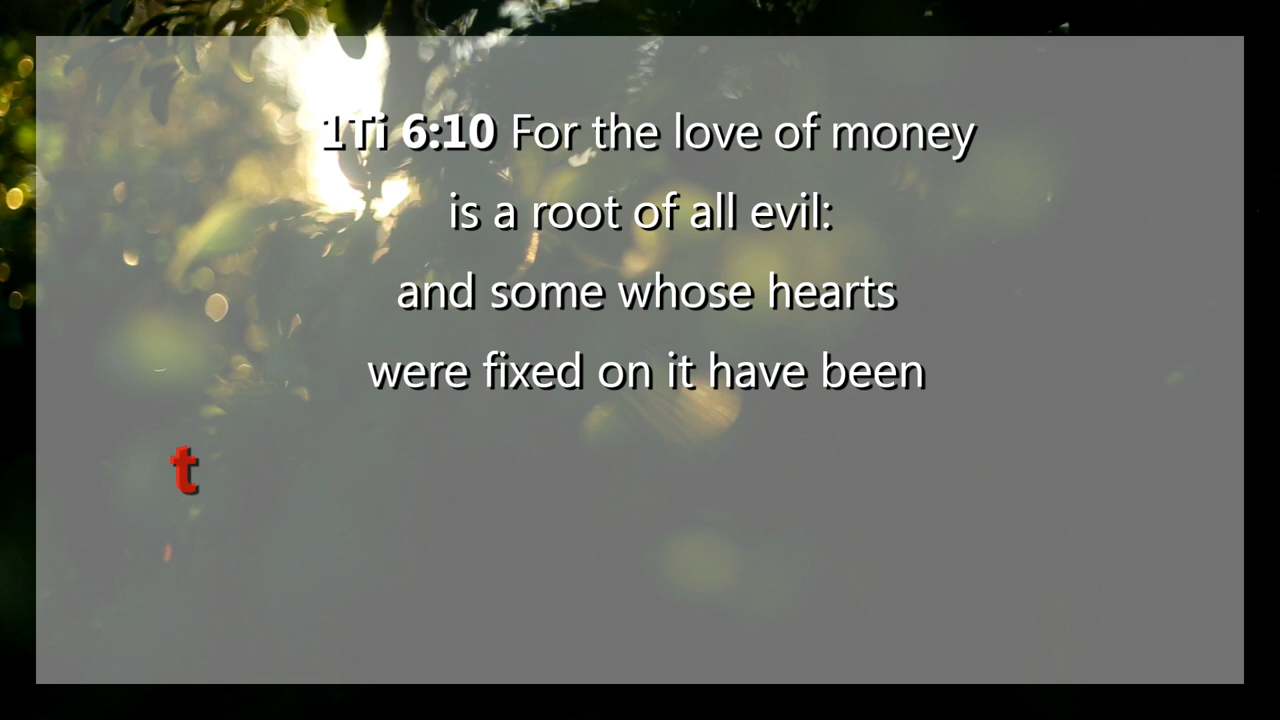 1Ti 6:10 For the love of money
is a root of all evil:
and some whose hearts
were fixed on it have been
t